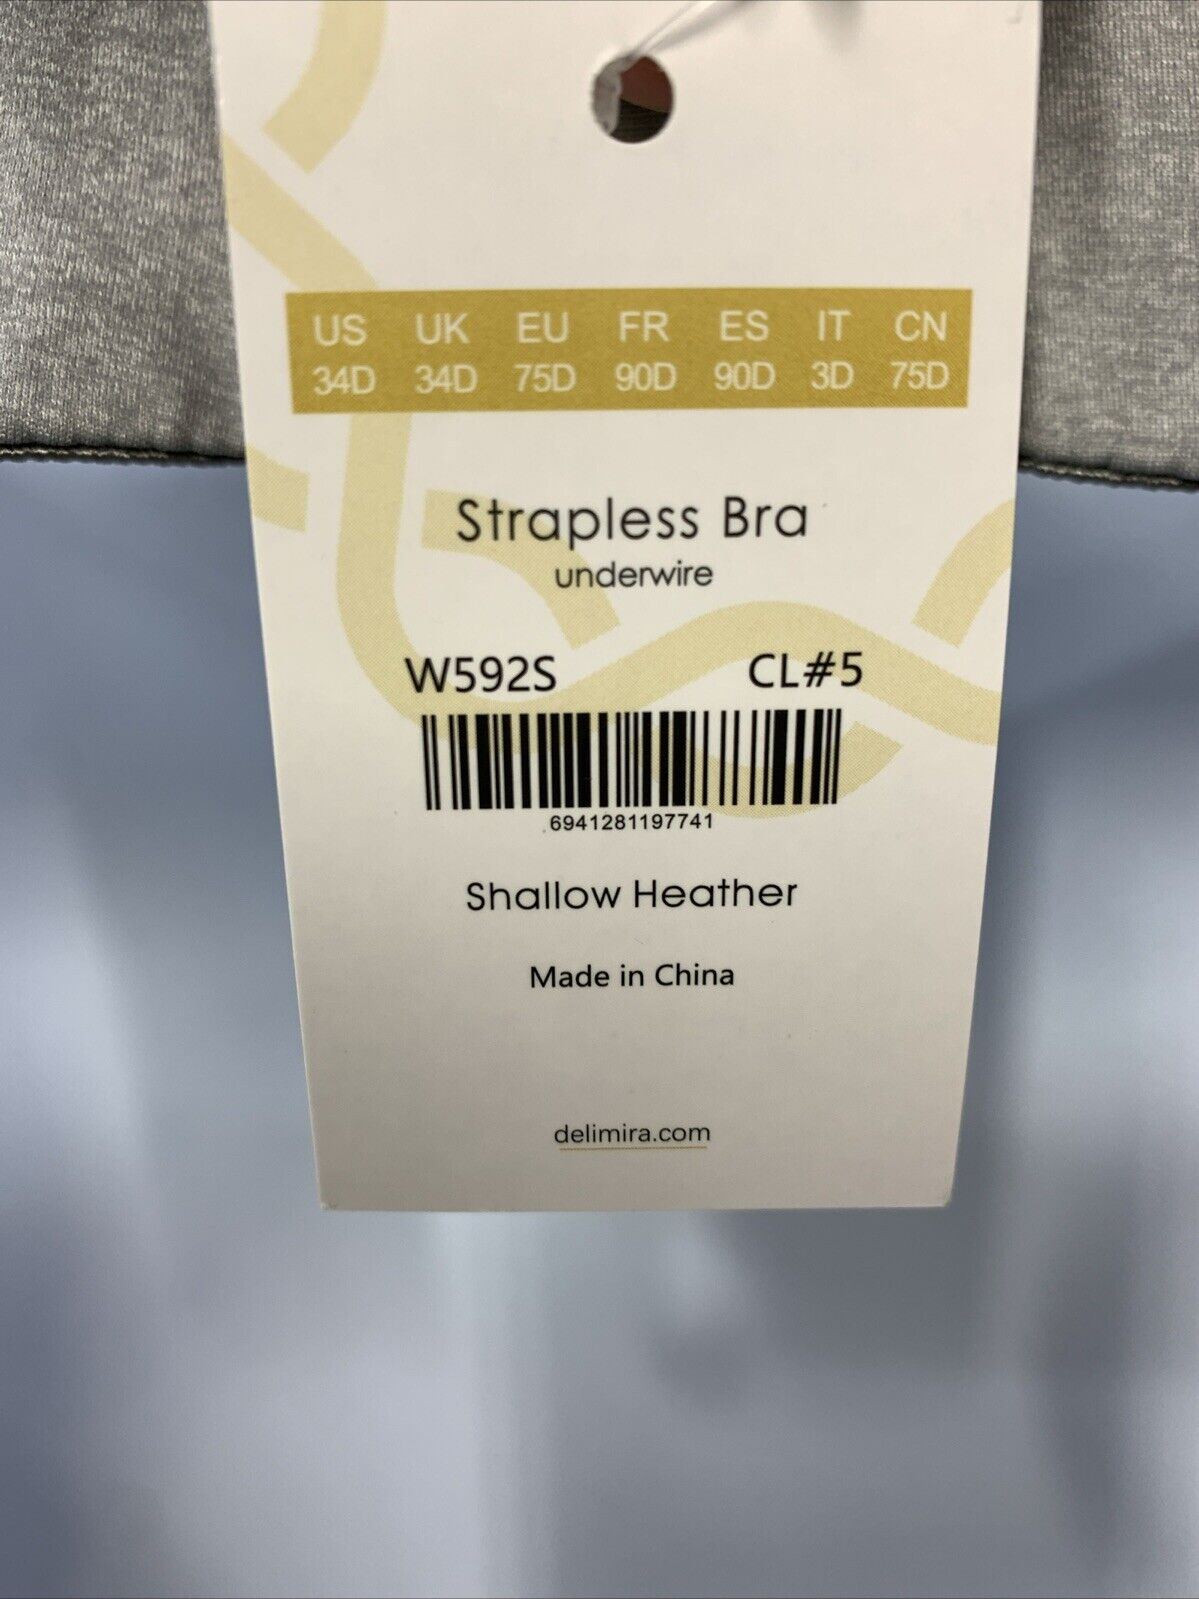 US UK EU FR ES IT CN
34D 34D 75D 90D 90D 3D 75D
Strapless Bra
underwire
W592S CL#5
6941281197741
Shallow Heather
Made in China
delimira.com